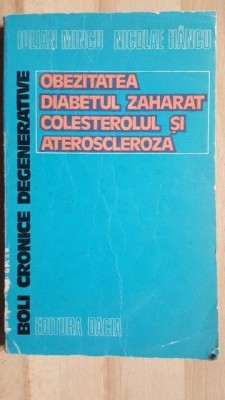 IULIAN MINCU NICOLAE HÂNCU
OBEZITATEA
DIABETUL ZAHARAT
COLESTEROLUL ȘI
ATEROSCLEROZA
BOLI CRONICE DEGENERATIVE
EDITURA DACIA